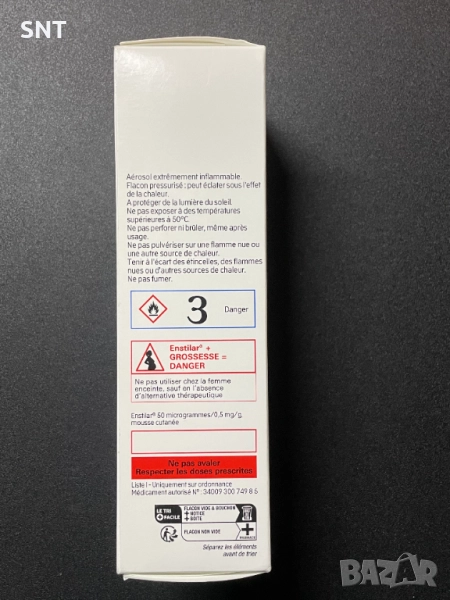 SNT
Aérosol extrêmement inflammable.
Flacon pressurisé : peut éclater sous l'effet
de la chaleur.
A protéger de la lumière du soleil.
Ne pas exposer à des températures
supérieures à 50°C.
Ne pas perforer ni brûler, même après
usage.
Ne pas pulvériser sur une flamme nue ou
une autre source de chaleur.
Tenir à l'écart des étincelles, des flammes
nues ou d'autres sources de chaleur.
Ne pas fumer.
3 Danger
Enstilar® +
GROSSESSE =
DANGER
Ne pas utiliser chez la femme
enceinte, sauf en l'absence
d'alternative thérapeutique
Enstilar® 50 microgrammes/0,5 mg/g,
mousse cutanée
Ne pas avaler
Respecter les doses prescrites
Liste I - Uniquement sur ordonnance
Médicament autorisé N° : 34009 300 749 8 6
LE TRI
+ FACILE
FLACON VIDE & BOUCHON
+ NOTICE
+ BOÎTE
FLACON NON VIDE
Séparez les éléments
avant de trier
BAZAR